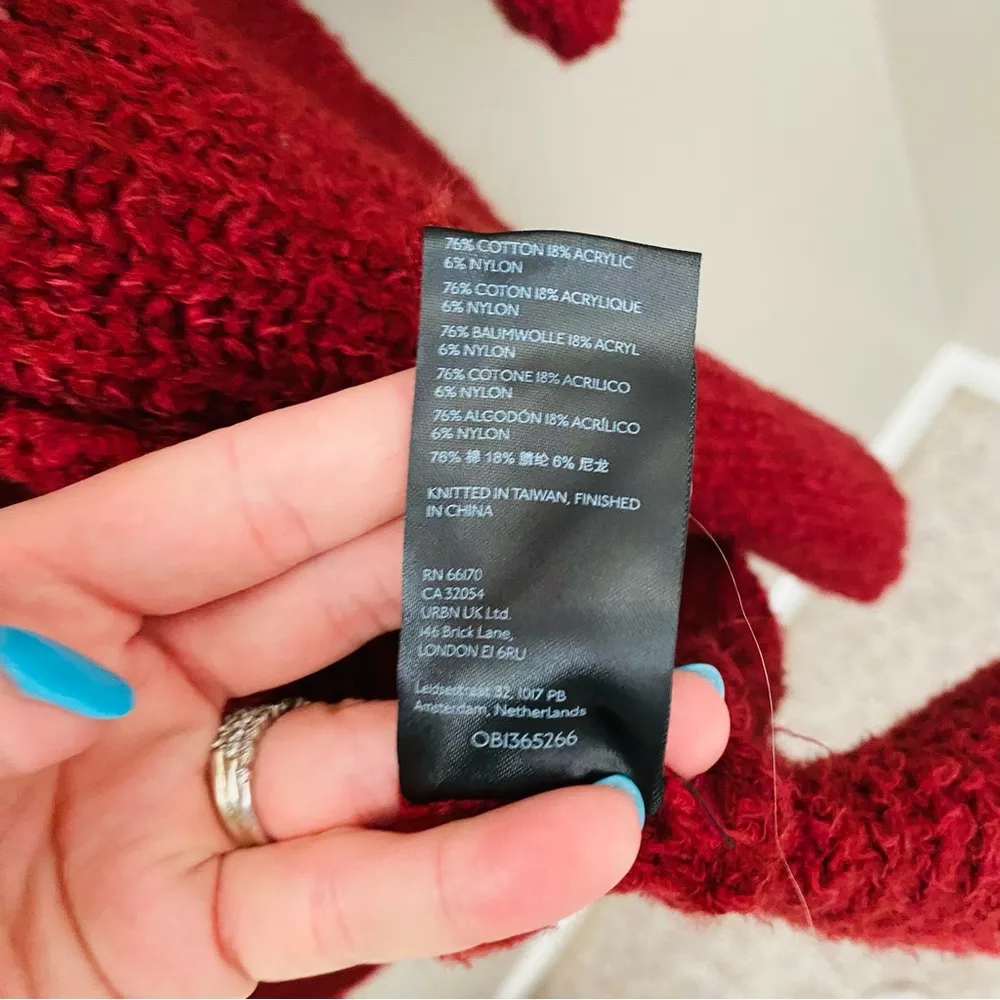 76% COTTON 18% ACRYLIC
6% NYLON
76% COTON 18% ACRYLIQUE
6% NYLON
76% BAUMWOLLE 18% ACRYL
6% NYLON
76% COTONE 18% ACRILICO
6% NYLON
76% ALGODÓN 18% ACRÍLICO
6% NYLON
76% 棉 18% 腈纶 6% 尼龙
KNITTED IN TAIWAN, FINISHED
IN CHINA
RN 66170
CA 32054
URBN UK Ltd.
146 Brick Lane,
LONDON E1 6RU
Leidsestraat 32, 1017 PB
Amsterdam, Netherlands
OB1365266